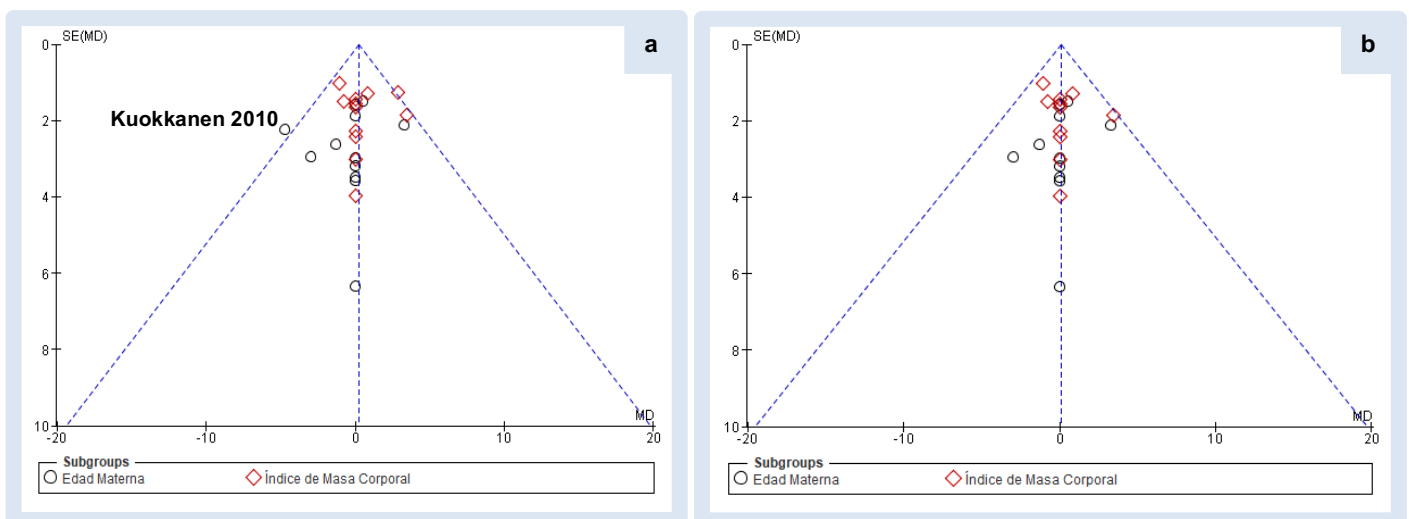 a
SE(MD)
0
2
4
6
8
10
Kuokkanen 2010
MD
-20
-10
0
10
20
Subgroups
Edad Materna
Índice de Masa Corporal
b
SE(MD)
0
2
4
6
8
10
MD
-20
-10
0
10
20
Subgroups
Edad Materna
Índice de Masa Corporal